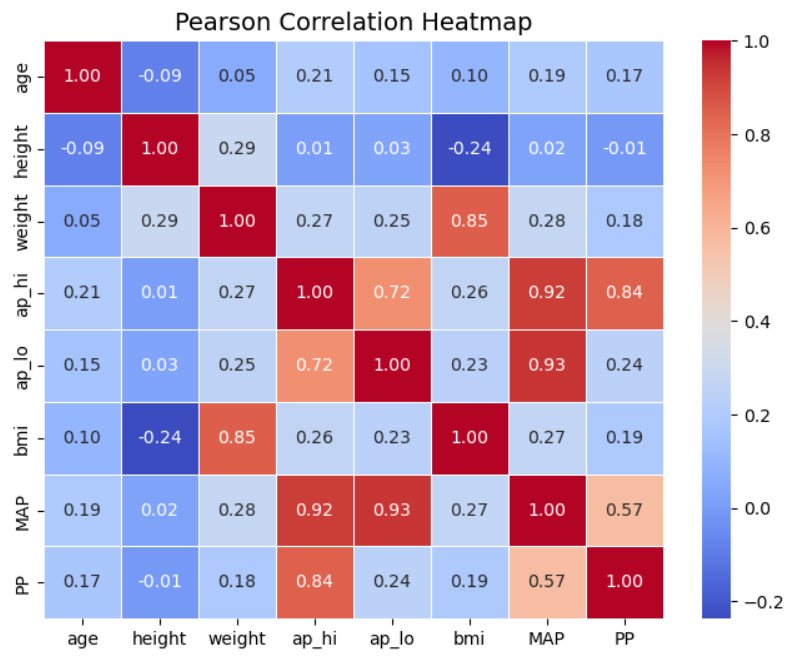 Pearson Correlation Heatmap
age 1.00 -0.09 0.05 0.21 0.15 0.10 0.19 0.17
height -0.09 1.00 0.29 0.01 0.03 -0.24 0.02 -0.01
weight 0.05 0.29 1.00 0.27 0.25 0.85 0.28 0.18
ap_hi 0.21 0.01 0.27 1.00 0.72 0.26 0.92 0.84
ap_lo 0.15 0.03 0.25 0.72 1.00 0.23 0.93 0.24
bmi 0.10 -0.24 0.85 0.26 0.23 1.00 0.27 0.19
MAP 0.19 0.02 0.28 0.92 0.93 0.27 1.00 0.57
PP 0.17 -0.01 0.18 0.84 0.24 0.19 0.57 1.00
age height weight ap_hi ap_lo bmi MAP PP
1.0
0.8
0.6
0.4
0.2
0.0
−0.2